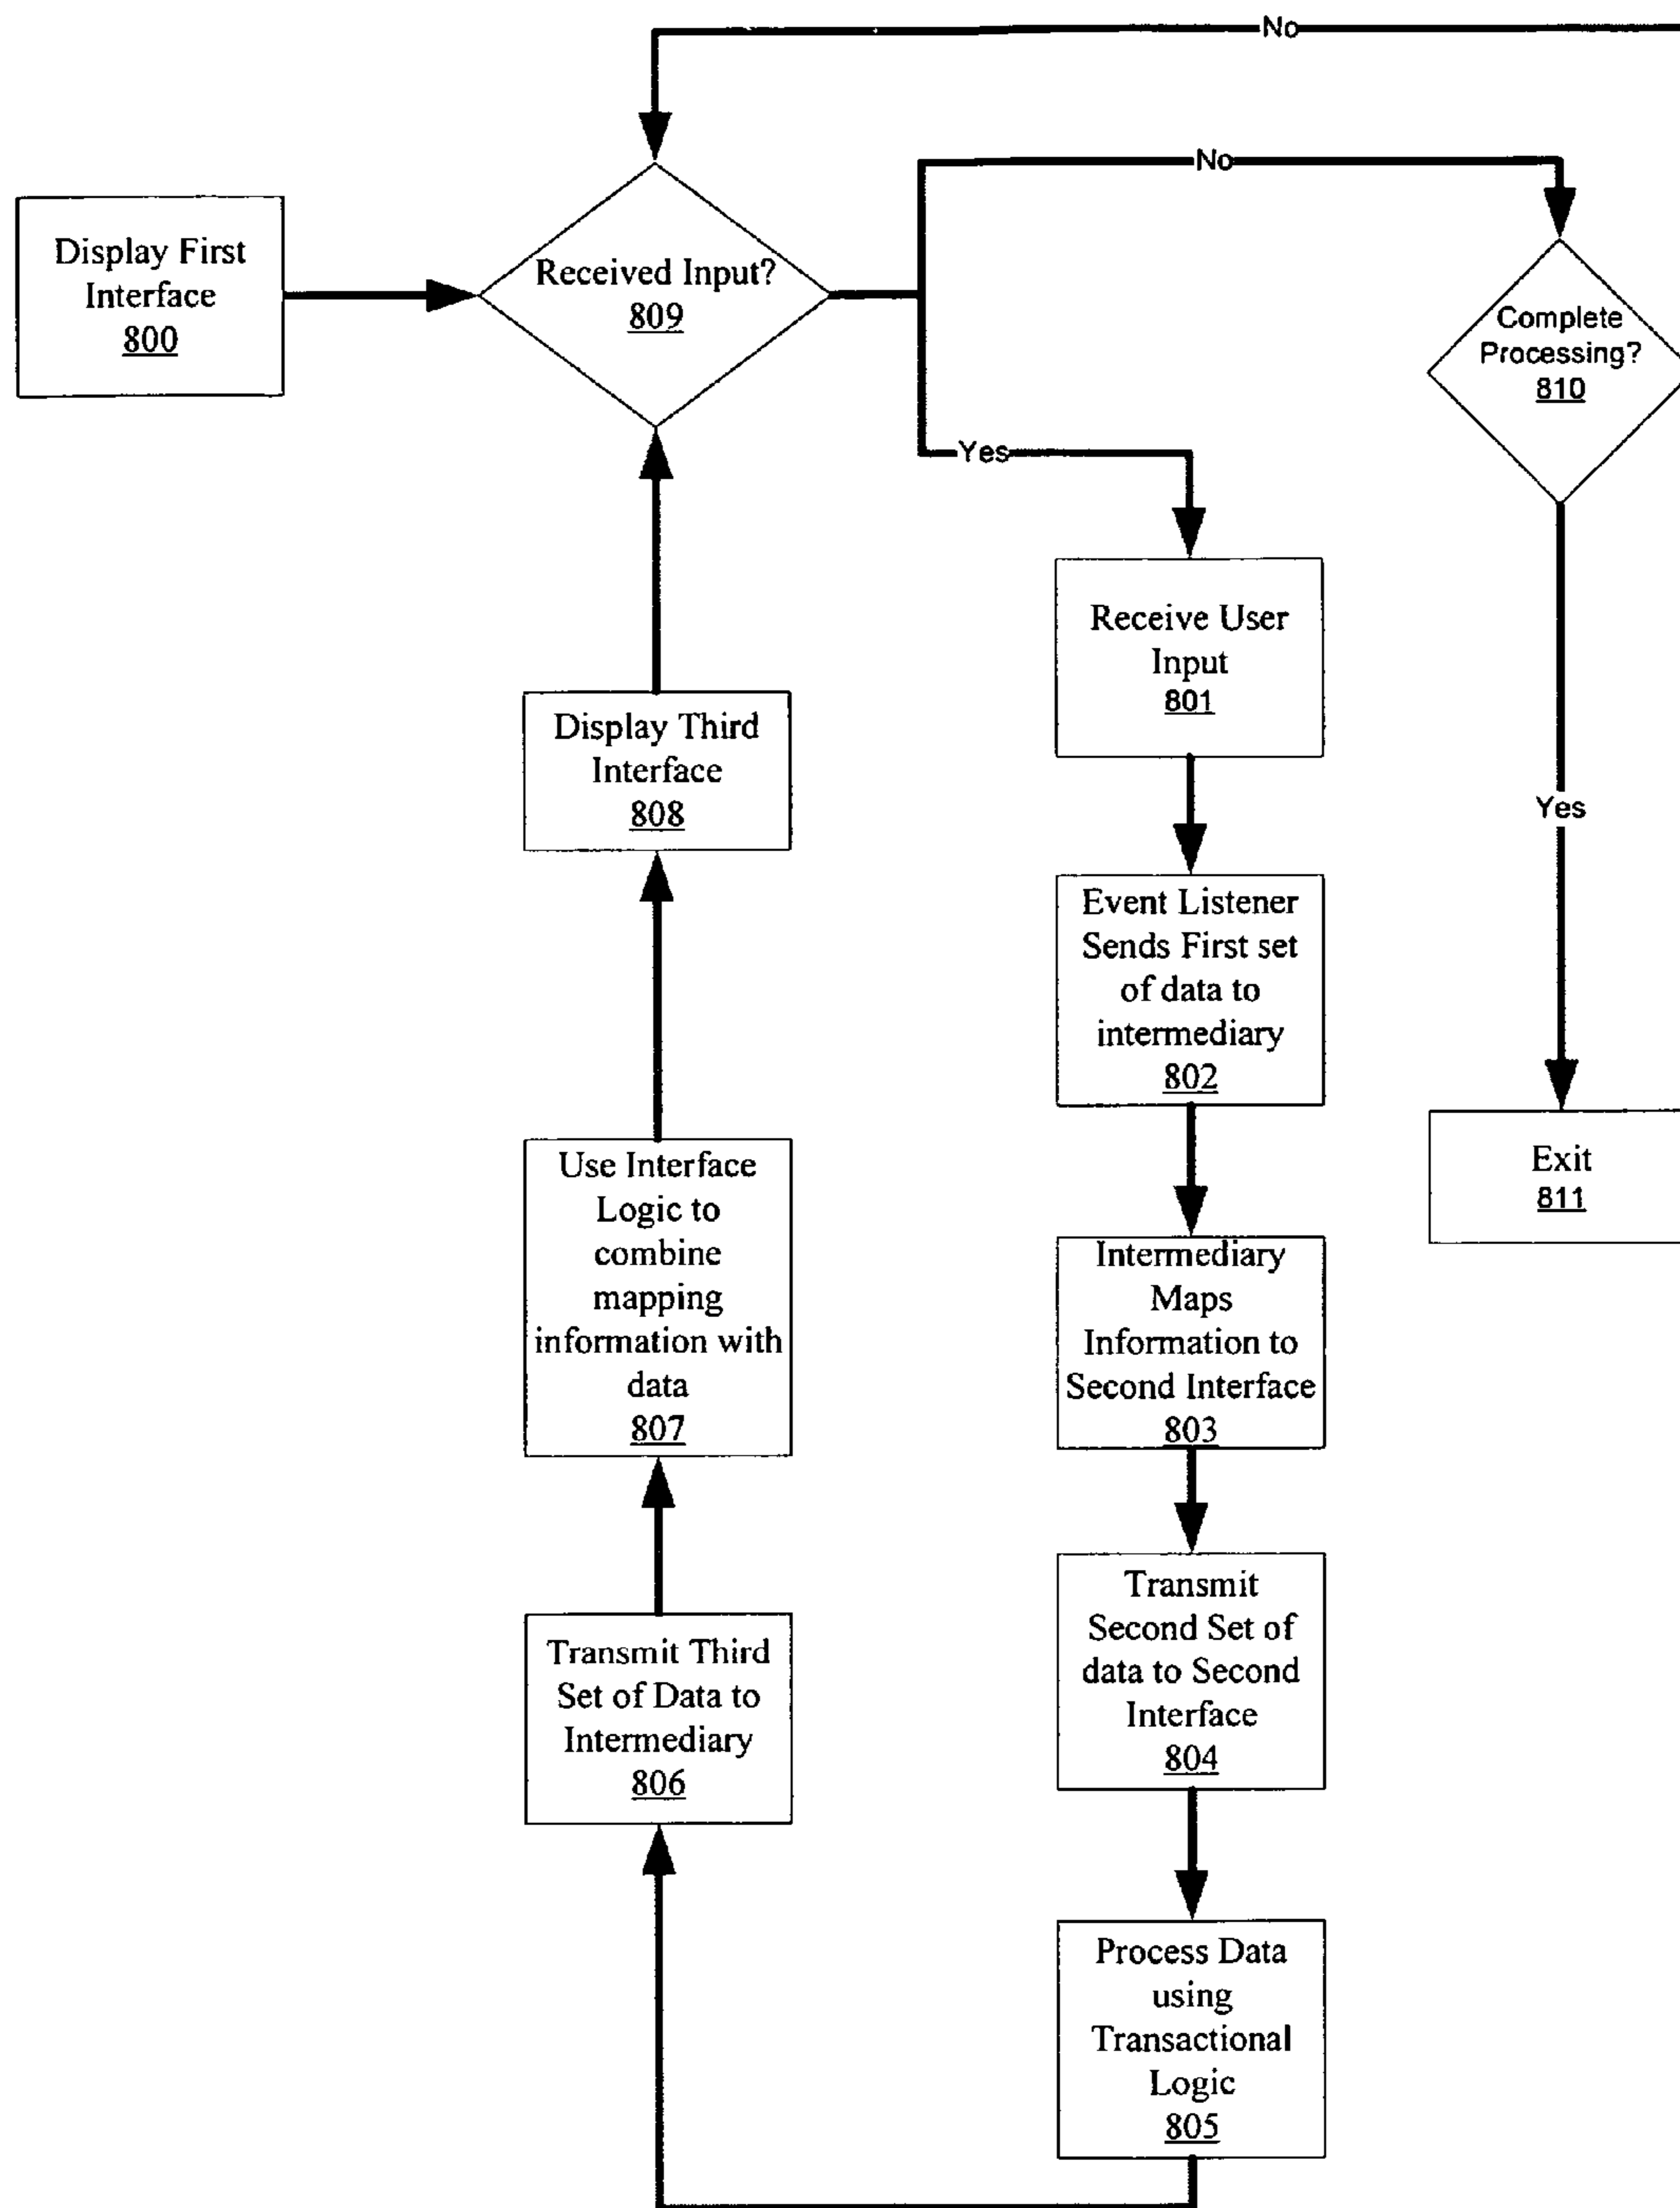 No
No
Display First
Interface
800
Received Input?
809
Complete
Processing?
810
Yes
Receive User
Input
801
Display Third
Interface
808
Yes
Event Listener
Sends First set
of data to
intermediary
802
Use Interface
Logic to
combine
mapping
information with
data
807
Exit
811
Intermediary
Maps
Information to
Second Interface
803
Transmit
Second Set of
data to Second
Interface
804
Transmit Third
Set of Data to
Intermediary
806
Process Data
using
Transactional
Logic
805